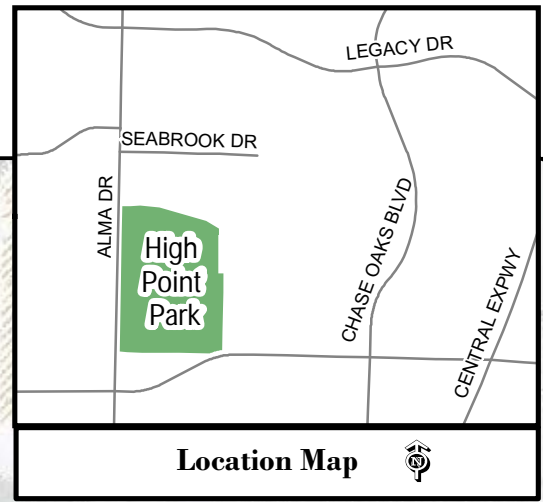 LEGACY DR
SEABROOK DR
ALMA DR
High
Point
Park
CHASE OAKS BLVD
CENTRAL EXPWY
Location Map
N